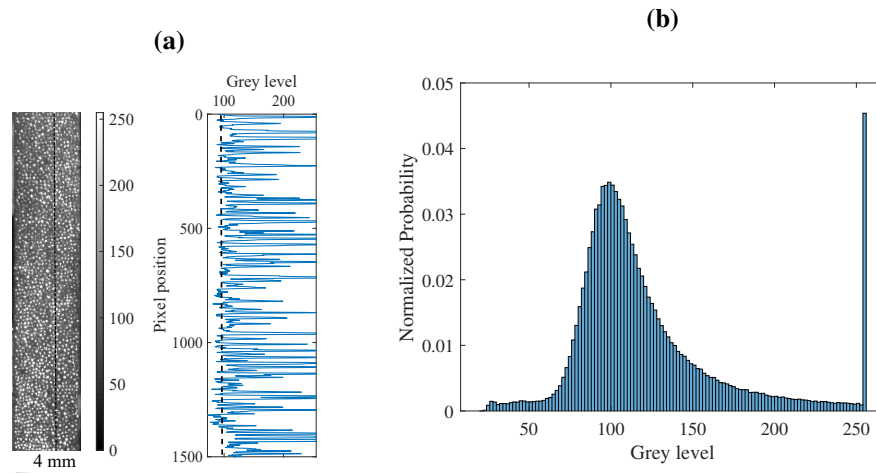 (a)
(b)
Grey level
100 200
0
500
1000
1500
Pixel position
250
200
150
100
50
0
4 mm
0.05
0.04
0.03
0.02
0.01
0
Normalized Probability
50 100 150 200 250
Grey level